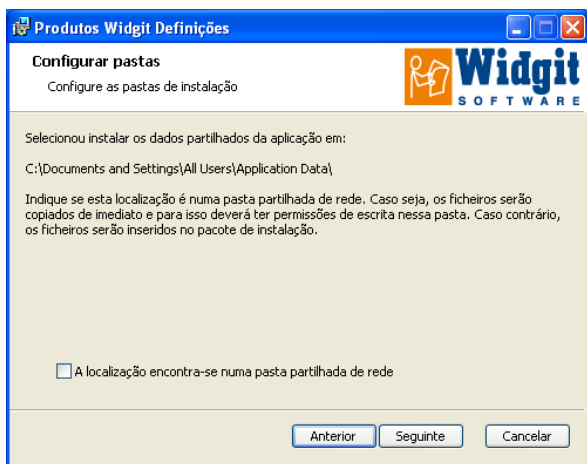 Produtos Widgit Definições
Configurar pastas
Configure as pastas de instalação
Widgit
SOFTWARE
Selecionou instalar os dados partilhados da aplicação em:
C:\Documents and Settings\All Users\Application Data\
Indique se esta localização é numa pasta partilhada de rede. Caso seja, os ficheiros serão
copiados de imediato e para isso deverá ter permissões de escrita nessa pasta. Caso contrário,
os ficheiros serão inseridos no pacote de instalação.
A localização encontra-se numa pasta partilhada de rede
Anterior
Seguinte
Cancelar